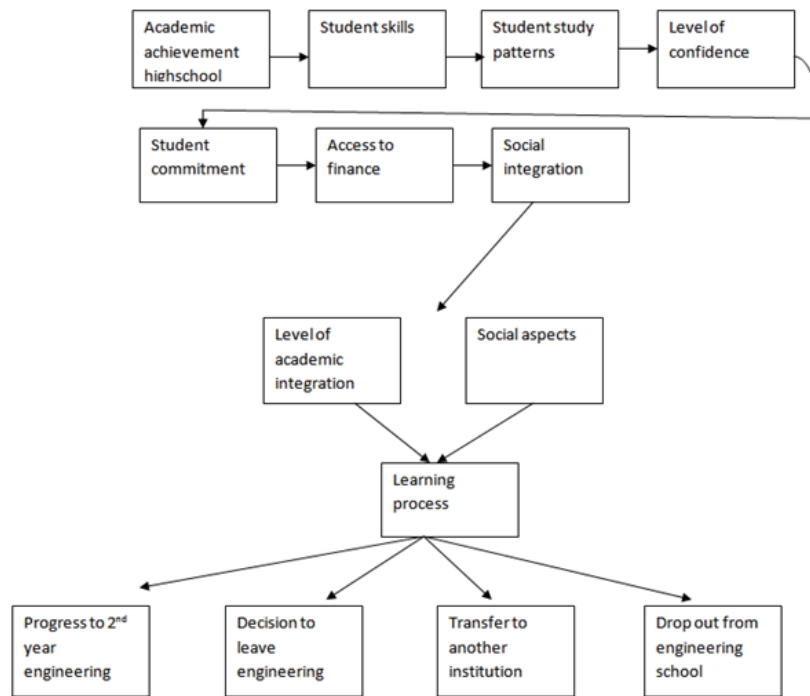 Academic
achievement
highschool
Student skills
Student study
patterns
Level of
confidence
Student
commitment
Access to
finance
Social
integration
Level of
academic
integration
Social aspects
Learning
process
Progress to 2nd
year
engineering
Decision to
leave
engineering
Transfer to
another
institution
Drop out from
engineering
school